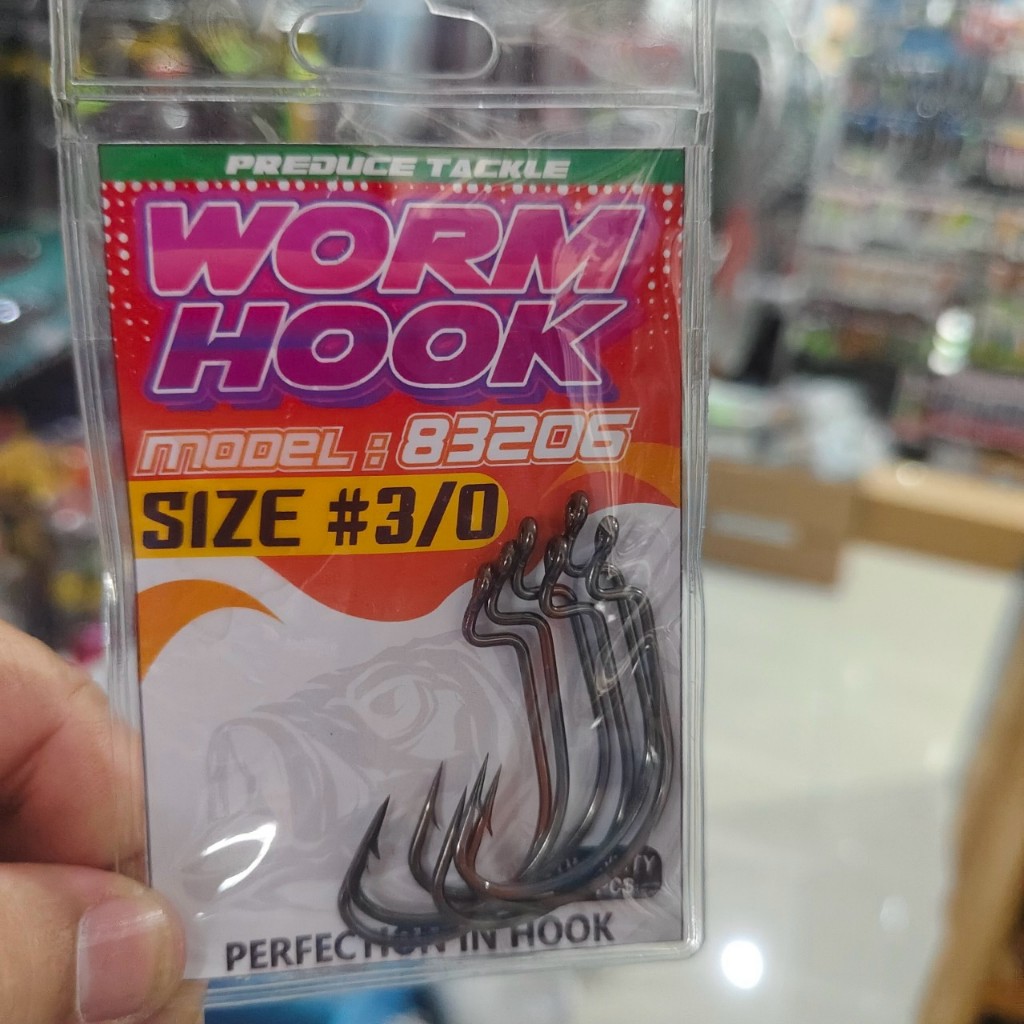 PREDUCE TACKLE
WORM
HOOK
MODEL : 83206
SIZE #3/0
PERFECTION IN HOOK